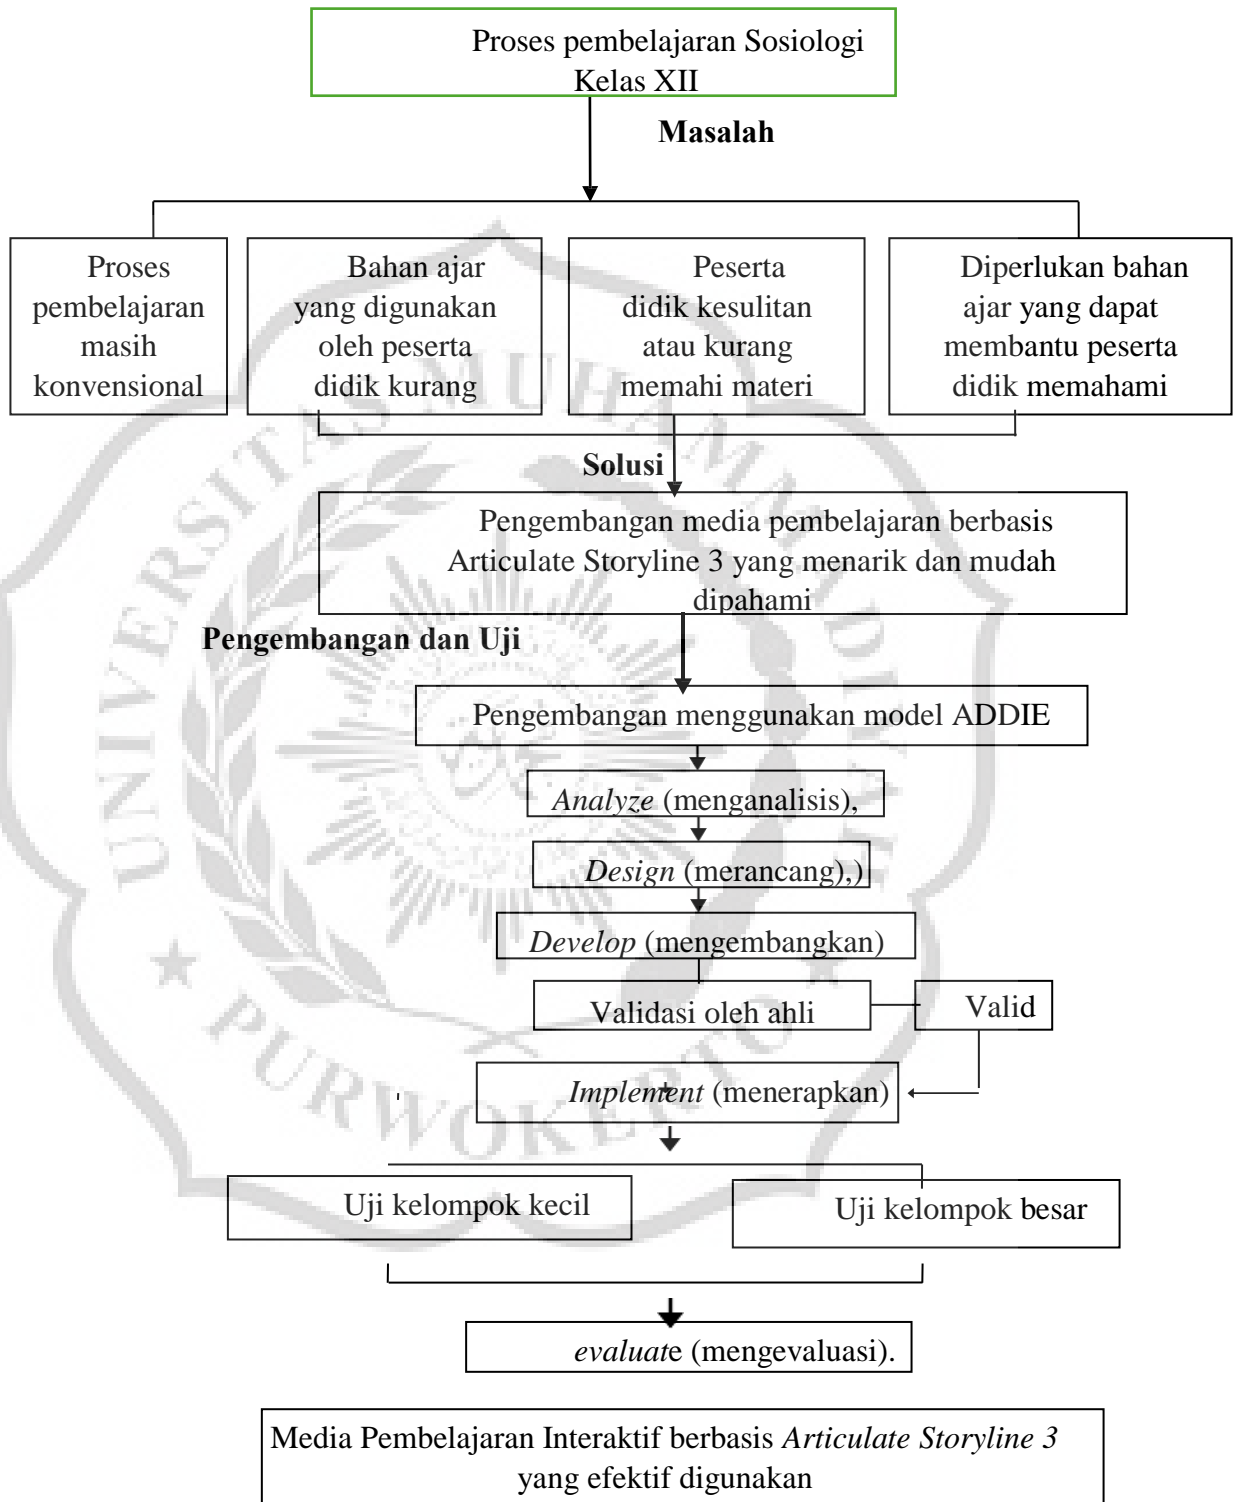 Proses pembelajaran Sosiologi
Kelas XII
Masalah
Proses
pembelajaran
masih
konvensional
Bahan ajar
yang digunakan
oleh peserta
didik kurang
Peserta
didik kesulitan
atau kurang
memahi materi
Diperlukan bahan
ajar yang dapat
membantu peserta
didik memahami
Solusi
Pengembangan media pembelajaran berbasis
Articulate Storyline 3 yang menarik dan mudah
dipahami
Pengembangan dan Uji
Pengembangan menggunakan model ADDIE
Analyze (menganalisis),
Design (merancang),)
Develop (mengembangkan)
Validasi oleh ahli
Valid
Implement (menerapkan)
Uji kelompok kecil
Uji kelompok besar
evaluate (mengevaluasi).
Media Pembelajaran Interaktif berbasis Articulate Storyline 3
yang efektif digunakan
UNIVERSITAS MUHAMMADIYAH
PURWOKERTO